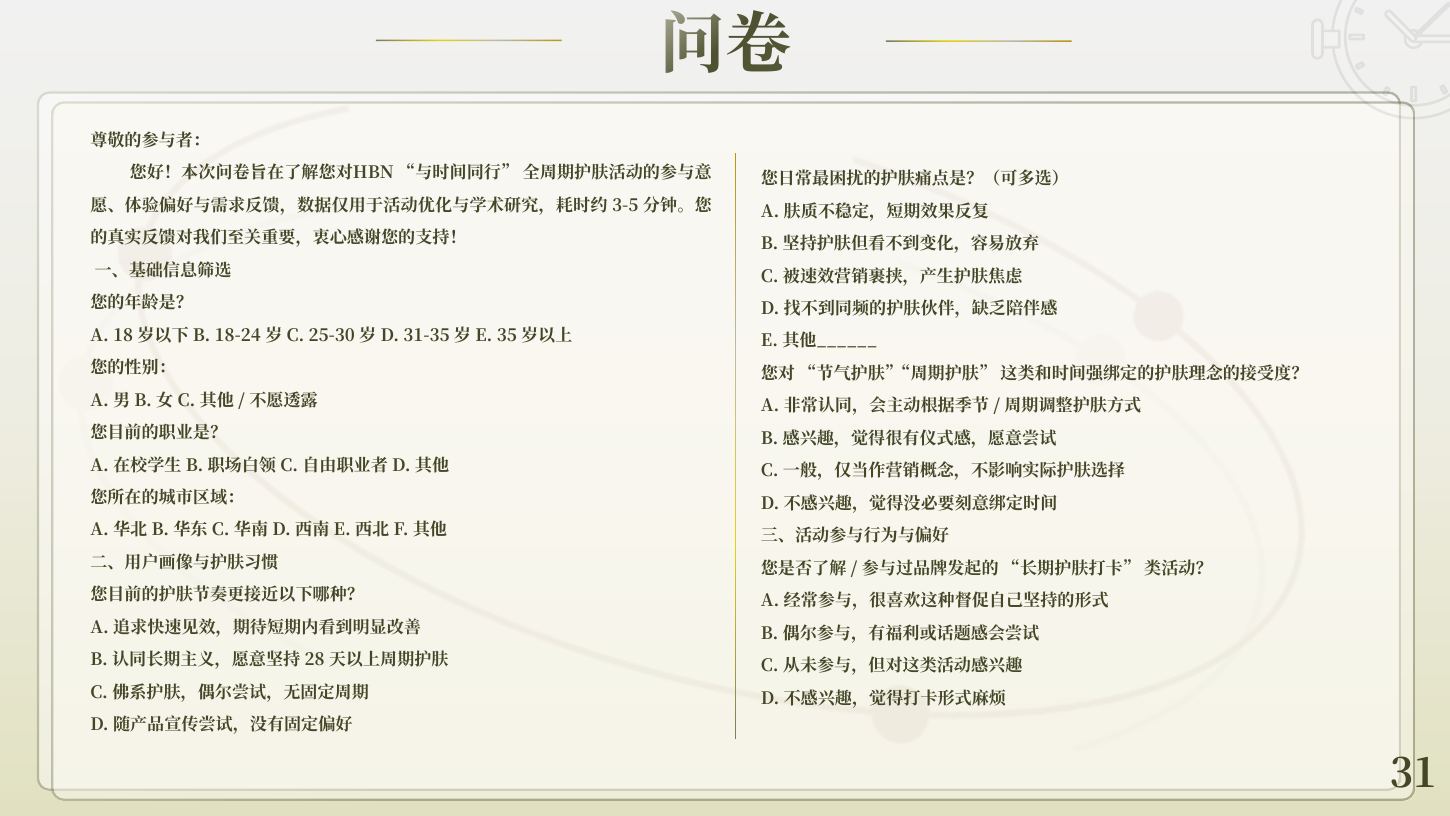 问卷
尊敬的参与者：
您好！本次问卷旨在了解您对HBN “与时间同行” 全周期护肤活动的参与意
愿、体验偏好与需求反馈，数据仅用于活动优化与学术研究，耗时约 3-5 分钟。您
的真实反馈对我们至关重要，衷心感谢您的支持！
一、基础信息筛选
您的年龄是？
A. 18 岁以下 B. 18-24 岁 C. 25-30 岁 D. 31-35 岁 E. 35 岁以上
您的性别：
A. 男 B. 女 C. 其他 / 不愿透露
您目前的职业是？
A. 在校学生 B. 职场白领 C. 自由职业者 D. 其他
您所在的城市区域：
A. 华北 B. 华东 C. 华南 D. 西南 E. 西北 F. 其他
二、用户画像与护肤习惯
您目前的护肤节奏更接近以下哪种？
A. 追求快速见效，期待短期内看到明显改善
B. 认同长期主义，愿意坚持 28 天以上周期护肤
C. 佛系护肤，偶尔尝试，无固定周期
D. 随产品宣传尝试，没有固定偏好
您日常最困扰的护肤痛点是？（可多选）
A. 肤质不稳定，短期效果反复
B. 坚持护肤但看不到变化，容易放弃
C. 被速效营销裹挟，产生护肤焦虑
D. 找不到同频的护肤伙伴，缺乏陪伴感
E. 其他______
您对 “节气护肤”“周期护肤” 这类和时间强绑定的护肤理念的接受度？
A. 非常认同，会主动根据季节 / 周期调整护肤方式
B. 感兴趣，觉得很有仪式感，愿意尝试
C. 一般，仅当作营销概念，不影响实际护肤选择
D. 不感兴趣，觉得没必要刻意绑定时间
三、活动参与行为与偏好
您是否了解 / 参与过品牌发起的 “长期护肤打卡” 类活动？
A. 经常参与，很喜欢这种督促自己坚持的形式
B. 偶尔参与，有福利或话题感会尝试
C. 从未参与，但对这类活动感兴趣
D. 不感兴趣，觉得打卡形式麻烦
31